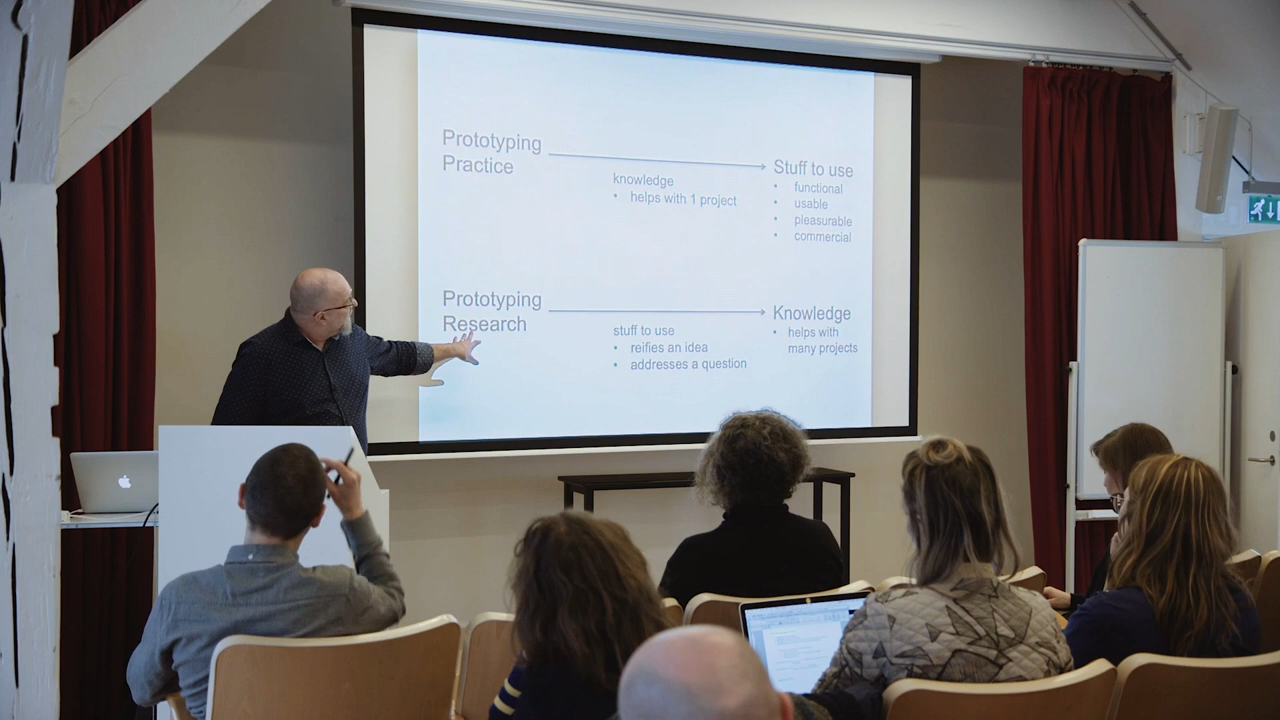 Prototyping
Practice
Stuff to use
knowledge
• helps with 1 project
• functional
• usable
• pleasurable
• commercial
Prototyping
Research
Knowledge
stuff to use
• reifies an idea
• addresses a question
• helps with
many projects